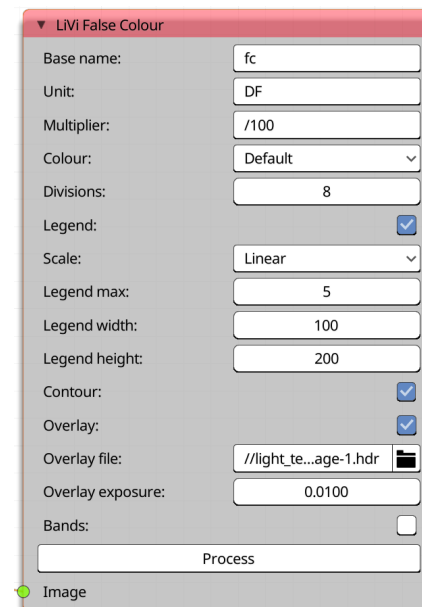 LiVi False Colour
Base name: fc
Unit: DF
Multiplier: /100
Colour: Default
Divisions: 8
Legend:
Scale: Linear
Legend max: 5
Legend width: 100
Legend height: 200
Contour:
Overlay:
Overlay file: //light_te...age-1.hdr
Overlay exposure: 0.0100
Bands:
Process
Image